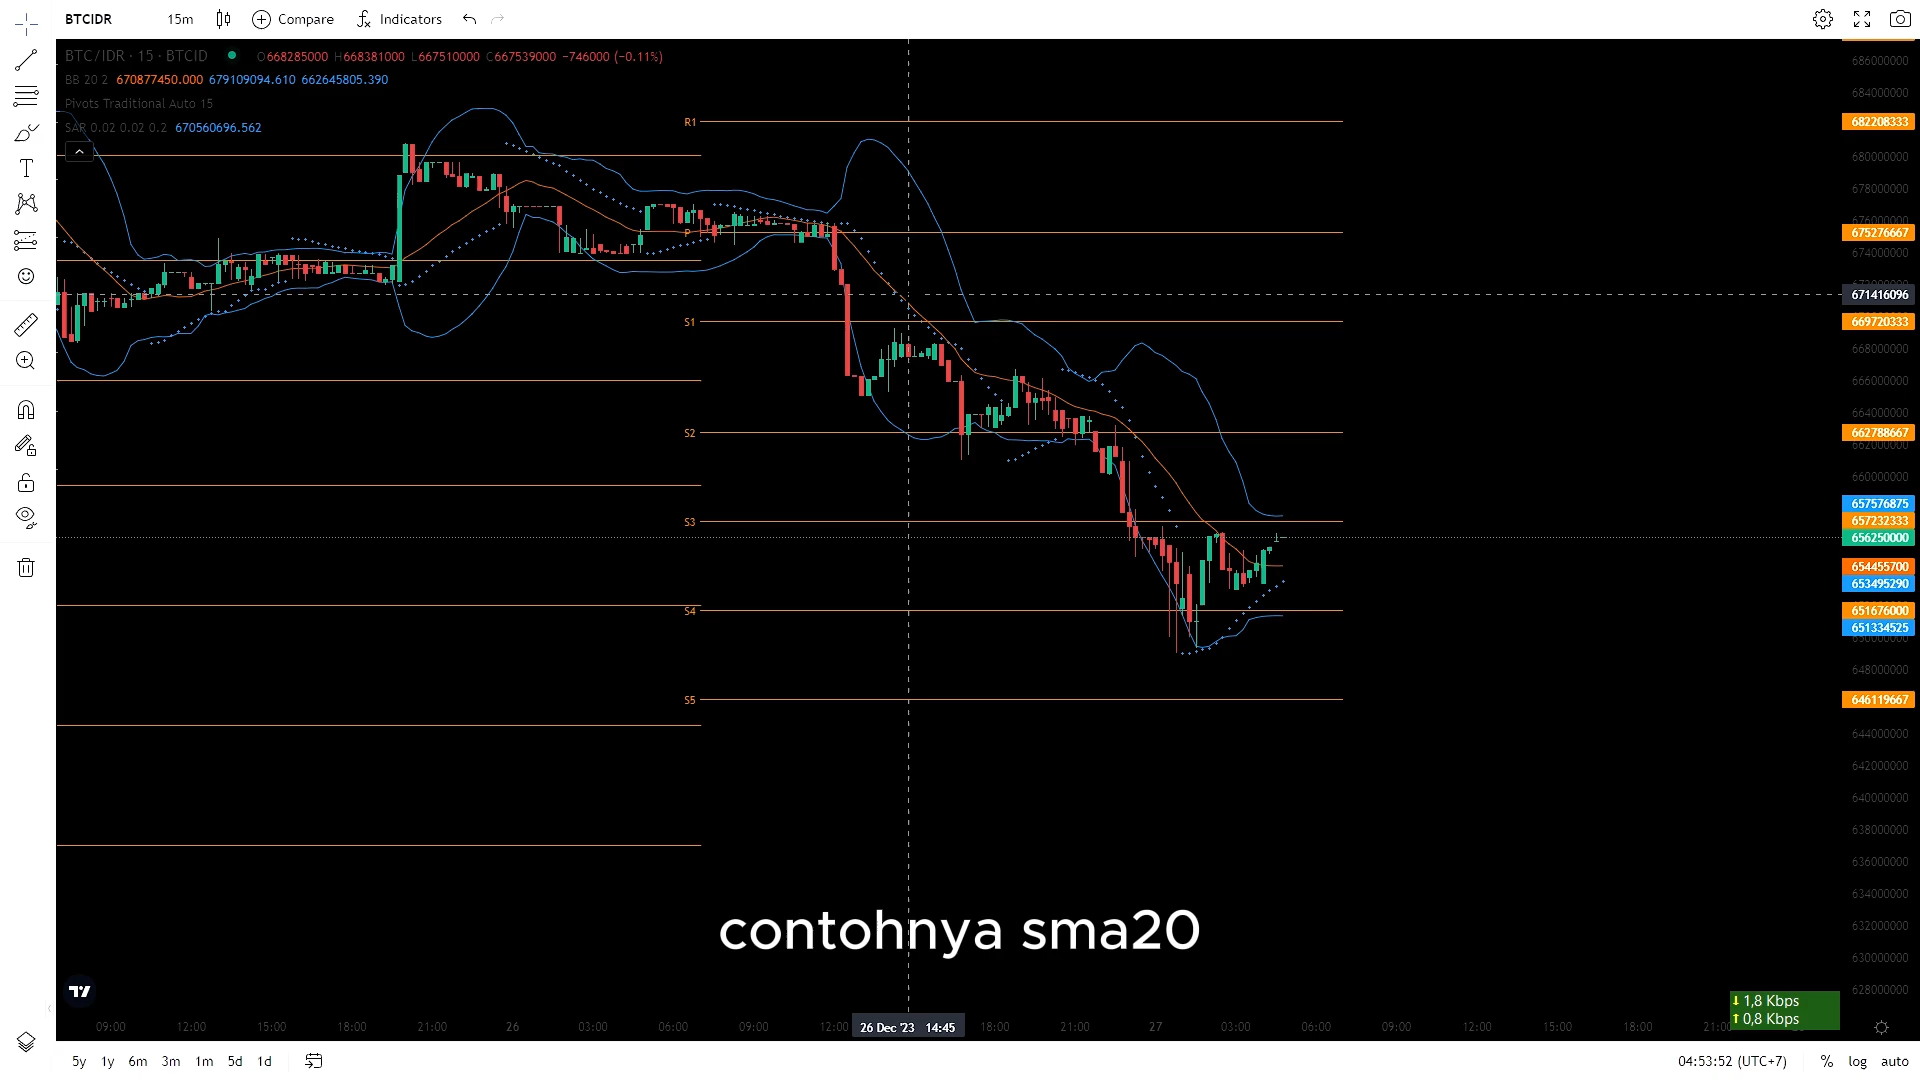 BTCIDR 15m Compare Indicators
BTC/IDR · 15 · BTCID O668285000 H668381000 L667510000 C667539000 −746000 (−0.11%)
BB 20 2 670877450.000 679109094.610 662645805.390
Pivots Traditional Auto 15
SAR 0.02 0.02 0.2 670560696.562
R1
P
S1
S2
S3
S4
S5
686000000
684000000
682208333
680000000
678000000
676000000
675276667
674000000
671416096
669720333
668000000
666000000
664000000
662788667
662000000
660000000
657576875
657232333
656250000
654455700
653495290
651676000
651334525
650000000
648000000
646119667
644000000
642000000
640000000
638000000
636000000
634000000
632000000
630000000
628000000
contohnya sma20
1,8 Kbps
0,8 Kbps
09:00 12:00 15:00 18:00 21:00 26 03:00 06:00 09:00 12:00 26 Dec '23 14:45 18:00 21:00 27 03:00 06:00 09:00 12:00 15:00 18:00 21:00
5y 1y 6m 3m 1m 5d 1d 04:53:52 (UTC+7) % log auto